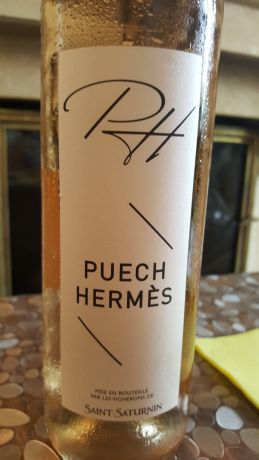 PH
PUECH
HERMÈS
MISE EN BOUTEILLE
PAR LES VIGNERONS DE
SAINT SATURNIN